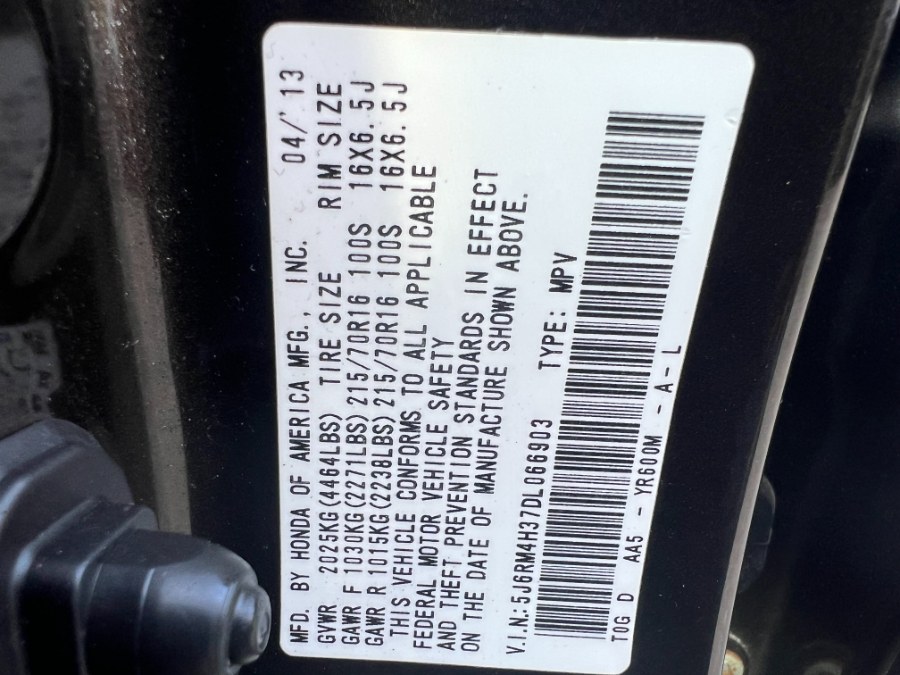 MFD. BY HONDA OF AMERICA MFG., INC. 04/'13
GVWR 2025KG(4464LBS) TIRE SIZE RIM SIZE
GAWR F 1030KG(2271LBS) 215/70R16 100S 16X6.5J
GAWR R 1015KG(2238LBS) 215/70R16 100S 16X6.5J
THIS VEHICLE CONFORMS TO ALL APPLICABLE
FEDERAL MOTOR VEHICLE SAFETY
AND THEFT PREVENTION STANDARDS IN EFFECT
ON THE DATE OF MANUFACTURE SHOWN ABOVE.
V.I.N.:5J6RM4H37DL066903 TYPE: MPV
T0G D AA5 - YR600M - A - L